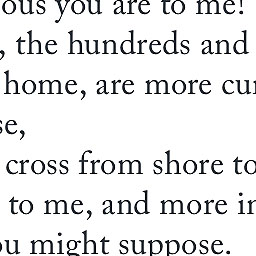 ous you are to me!
, the hundreds and
home, are more cu
se,
cross from shore to
to me, and more in
ou might suppose.